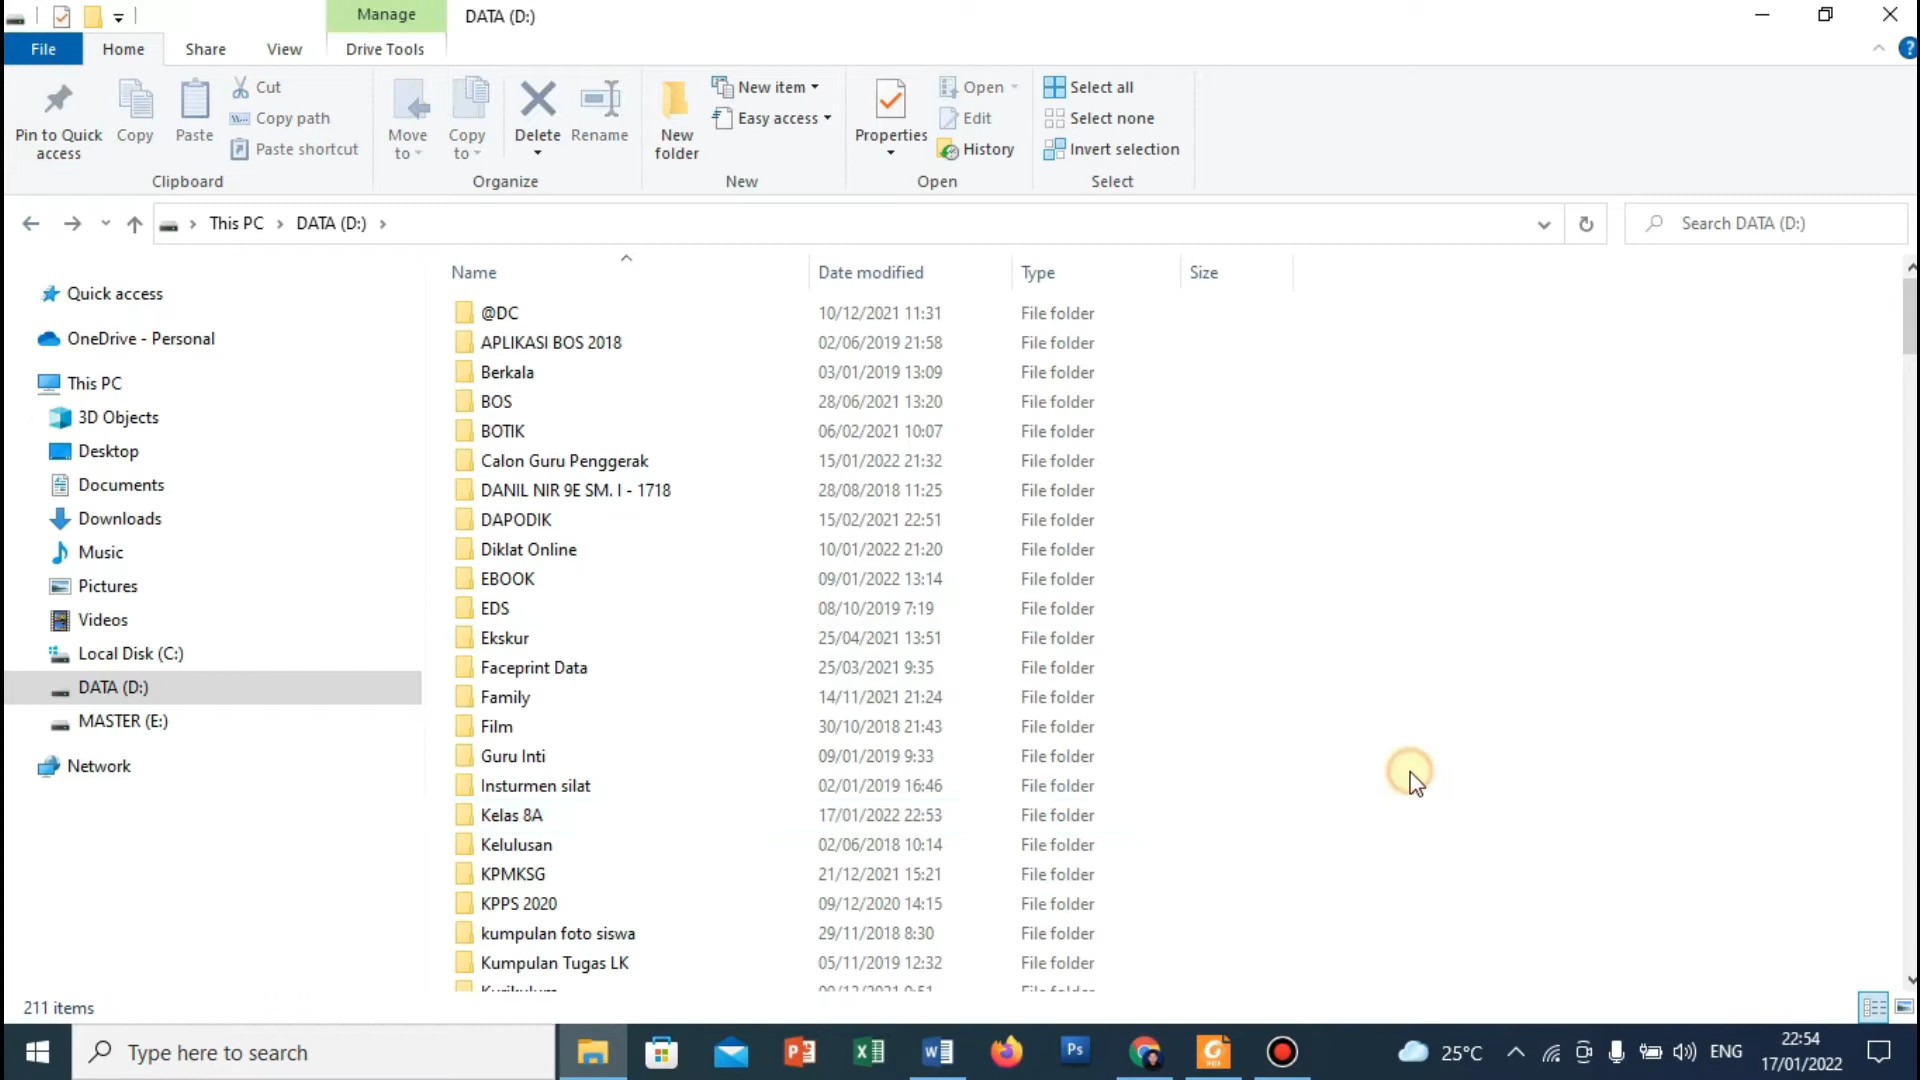 Manage
DATA (D:)
File
Home
Share
View
Drive Tools
Pin to Quick access
Copy
Paste
Cut
Copy path
Paste shortcut
Clipboard
Move to
Copy to
Delete
Rename
Organize
New folder
New item
Easy access
New
Properties
Open
Edit
History
Open
Select all
Select none
Invert selection
Select
This PC > DATA (D:) >
Search DATA (D:)
Quick access
OneDrive - Personal
This PC
3D Objects
Desktop
Documents
Downloads
Music
Pictures
Videos
Local Disk (C:)
DATA (D:)
MASTER (E:)
Network
Name Date modified Type Size
@DC 10/12/2021 11:31 File folder
APLIKASI BOS 2018 02/06/2019 21:58 File folder
Berkala 03/01/2019 13:09 File folder
BOS 28/06/2021 13:20 File folder
BOTIK 06/02/2021 10:07 File folder
Calon Guru Penggerak 15/01/2022 21:32 File folder
DANIL NIR 9E SM. I - 1718 28/08/2018 11:25 File folder
DAPODIK 15/02/2021 22:51 File folder
Diklat Online 10/01/2022 21:20 File folder
EBOOK 09/01/2022 13:14 File folder
EDS 08/10/2019 7:19 File folder
Ekskur 25/04/2021 13:51 File folder
Faceprint Data 25/03/2021 9:35 File folder
Family 14/11/2021 21:24 File folder
Film 30/10/2018 21:43 File folder
Guru Inti 09/01/2019 9:33 File folder
Insturmen silat 02/01/2019 16:46 File folder
Kelas 8A 17/01/2022 22:53 File folder
Kelulusan 02/06/2018 10:14 File folder
KPMKSG 21/12/2021 15:21 File folder
KPPS 2020 09/12/2020 14:15 File folder
kumpulan foto siswa 29/11/2018 8:30 File folder
Kumpulan Tugas LK 05/11/2019 12:32 File folder
211 items
Type here to search
25°C
ENG
22:54
17/01/2022